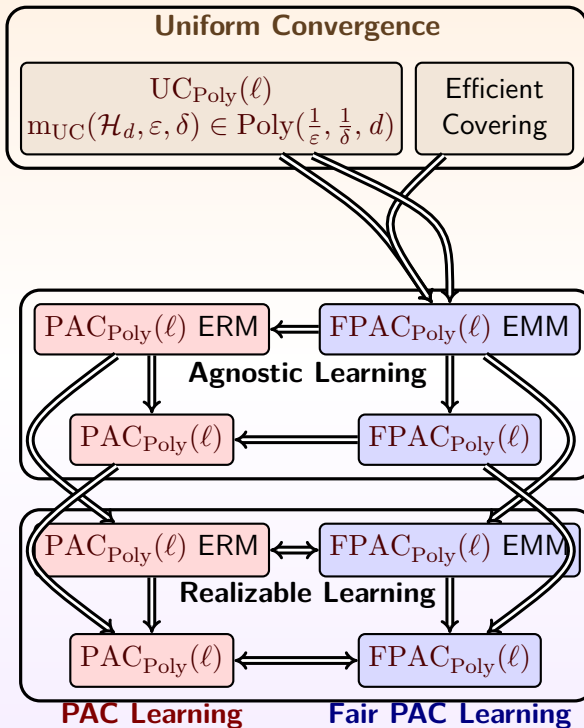 Uniform Convergence
UC_Poly(ℓ)
m_UC(ℋ_d, ε, δ) ∈ Poly(1/ε, 1/δ, d)
Efficient
Covering
PAC_Poly(ℓ) ERM
FPAC_Poly(ℓ) EMM
Agnostic Learning
PAC_Poly(ℓ)
FPAC_Poly(ℓ)
PAC_Poly(ℓ) ERM
FPAC_Poly(ℓ) EMM
Realizable Learning
PAC_Poly(ℓ)
FPAC_Poly(ℓ)
PAC Learning
Fair PAC Learning